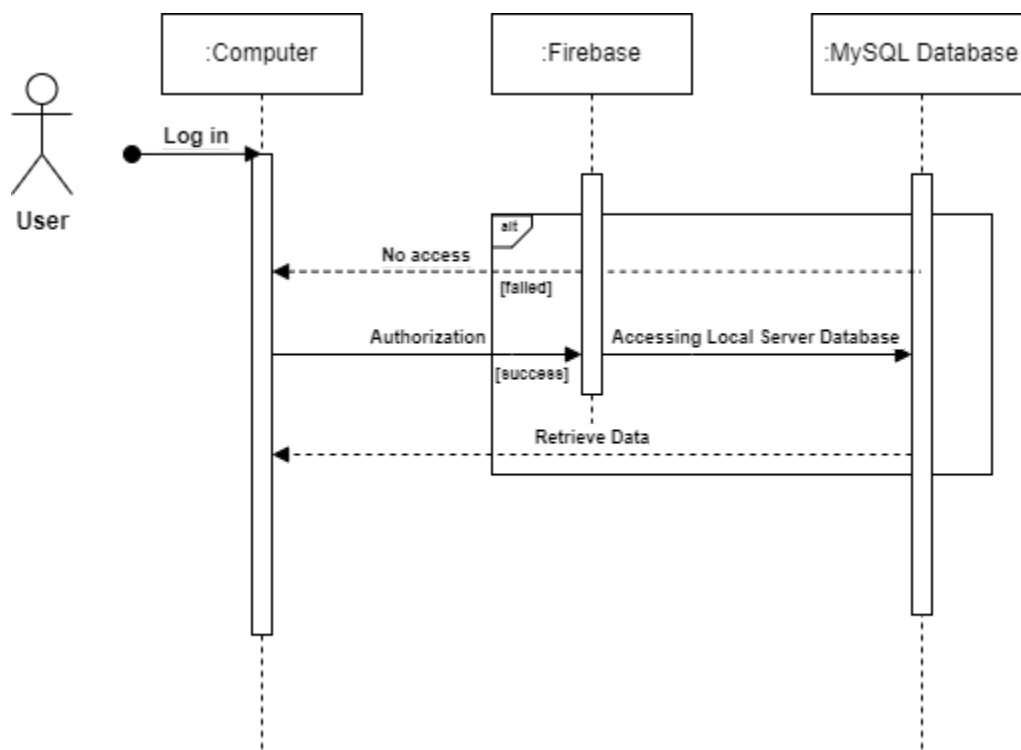 :Computer
:Firebase
:MySQL Database
Log in
User
alt
No access
[failed]
Authorization
Accessing Local Server Database
[success]
Retrieve Data